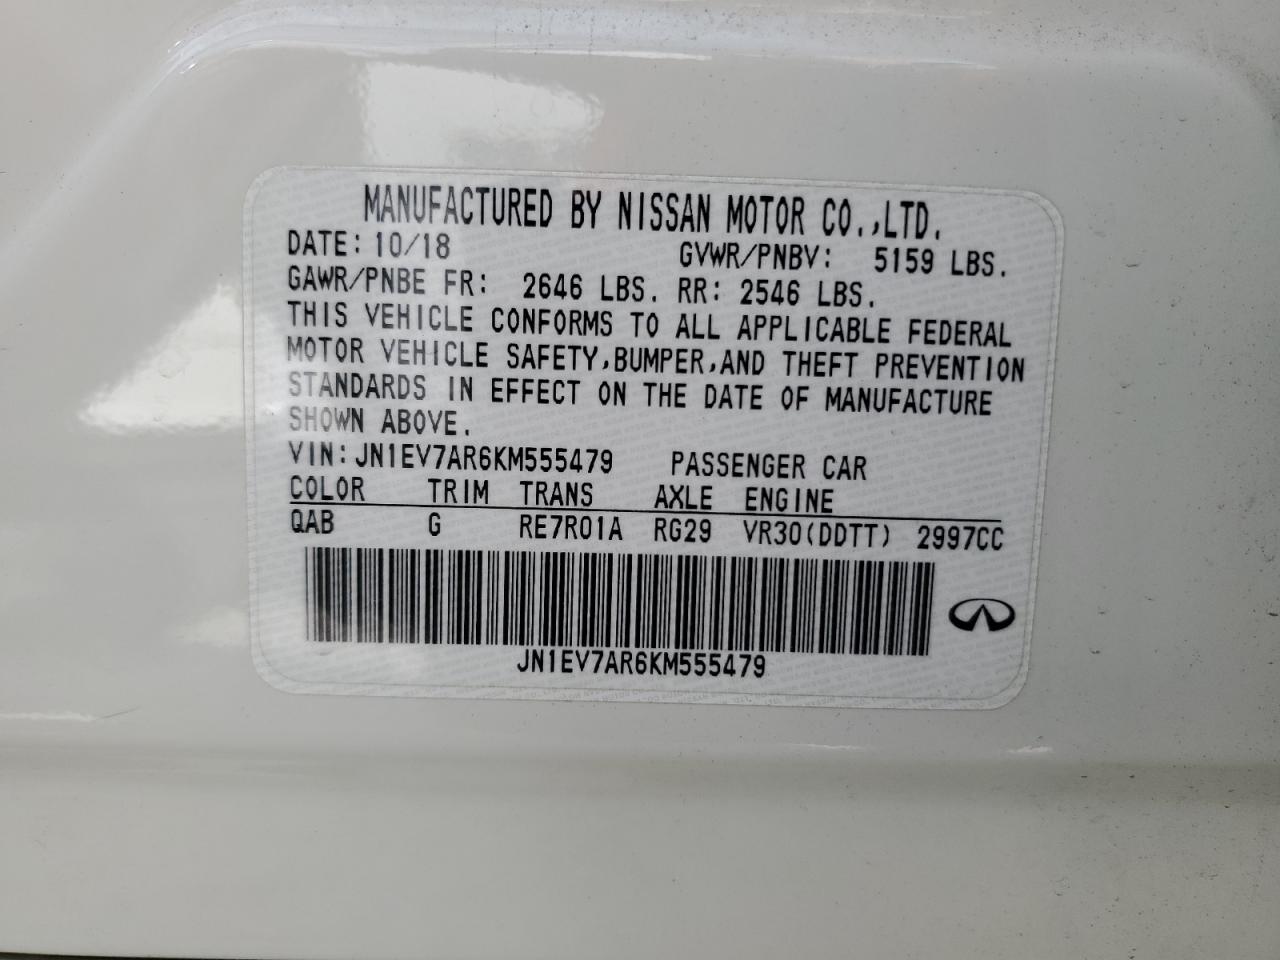 MANUFACTURED BY NISSAN MOTOR CO.,LTD.
DATE: 10/18 GVWR/PNBV: 5159 LBS.
GAWR/PNBE FR: 2646 LBS. RR: 2546 LBS.
THIS VEHICLE CONFORMS TO ALL APPLICABLE FEDERAL
MOTOR VEHICLE SAFETY,BUMPER,AND THEFT PREVENTION
STANDARDS IN EFFECT ON THE DATE OF MANUFACTURE
SHOWN ABOVE.
VIN: JN1EV7AR6KM555479 PASSENGER CAR
COLOR TRIM TRANS AXLE ENGINE
QAB G RE7R01A RG29 VR30(DDTT) 2997CC
JN1EV7AR6KM555479